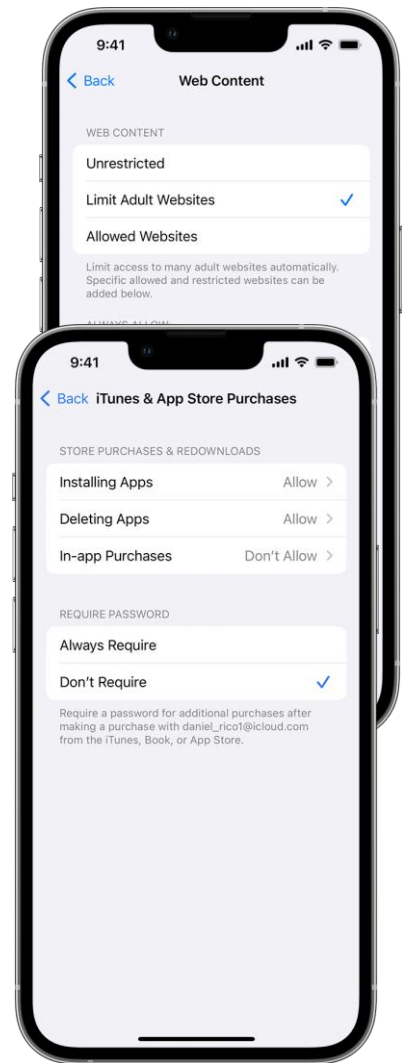 9:41
Back Web Content
WEB CONTENT
Unrestricted
Limit Adult Websites
Allowed Websites
Limit access to many adult websites automatically.
Specific allowed and restricted websites can be
added below.
ALWAYS ALLOW:
9:41
Back iTunes & App Store Purchases
STORE PURCHASES & REDOWNLOADS
Installing Apps Allow
Deleting Apps Allow
In-app Purchases Don't Allow
REQUIRE PASSWORD
Always Require
Don't Require
Require a password for additional purchases after
making a purchase with daniel_rico1@icloud.com
from the iTunes, Book, or App Store.